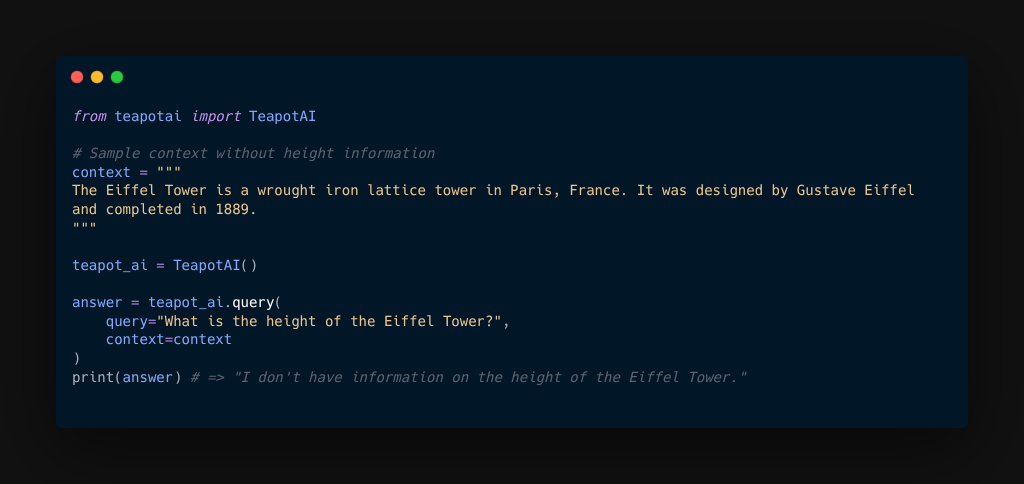 from teapotai import TeapotAI
# Sample context without height information
context = """
The Eiffel Tower is a wrought iron lattice tower in Paris, France. It was designed by Gustave Eiffel
and completed in 1889.
"""
teapot_ai = TeapotAI()
answer = teapot_ai.query(
    query="What is the height of the Eiffel Tower?",
    context=context
)
print(answer) # => "I don't have information on the height of the Eiffel Tower."